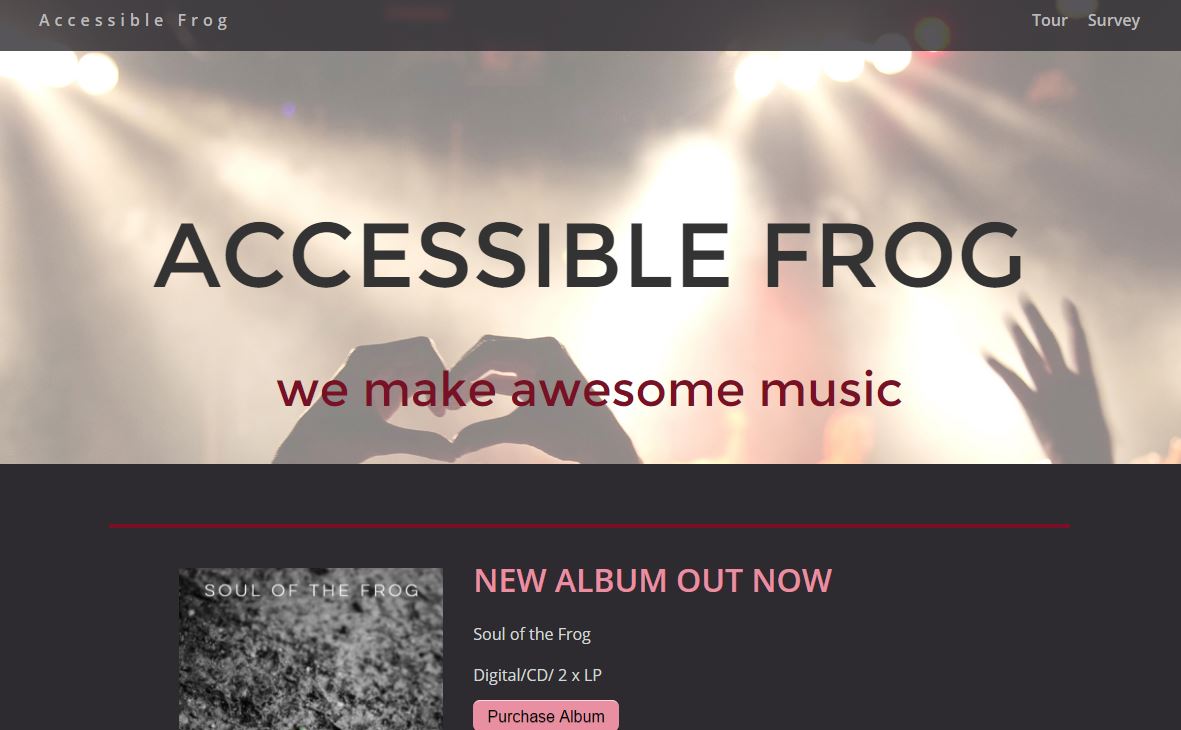 Accessible Frog
Tour Survey
ACCESSIBLE FROG
we make awesome music
SOUL OF THE FROG
NEW ALBUM OUT NOW
Soul of the Frog
Digital/CD/ 2 x LP
Purchase Album